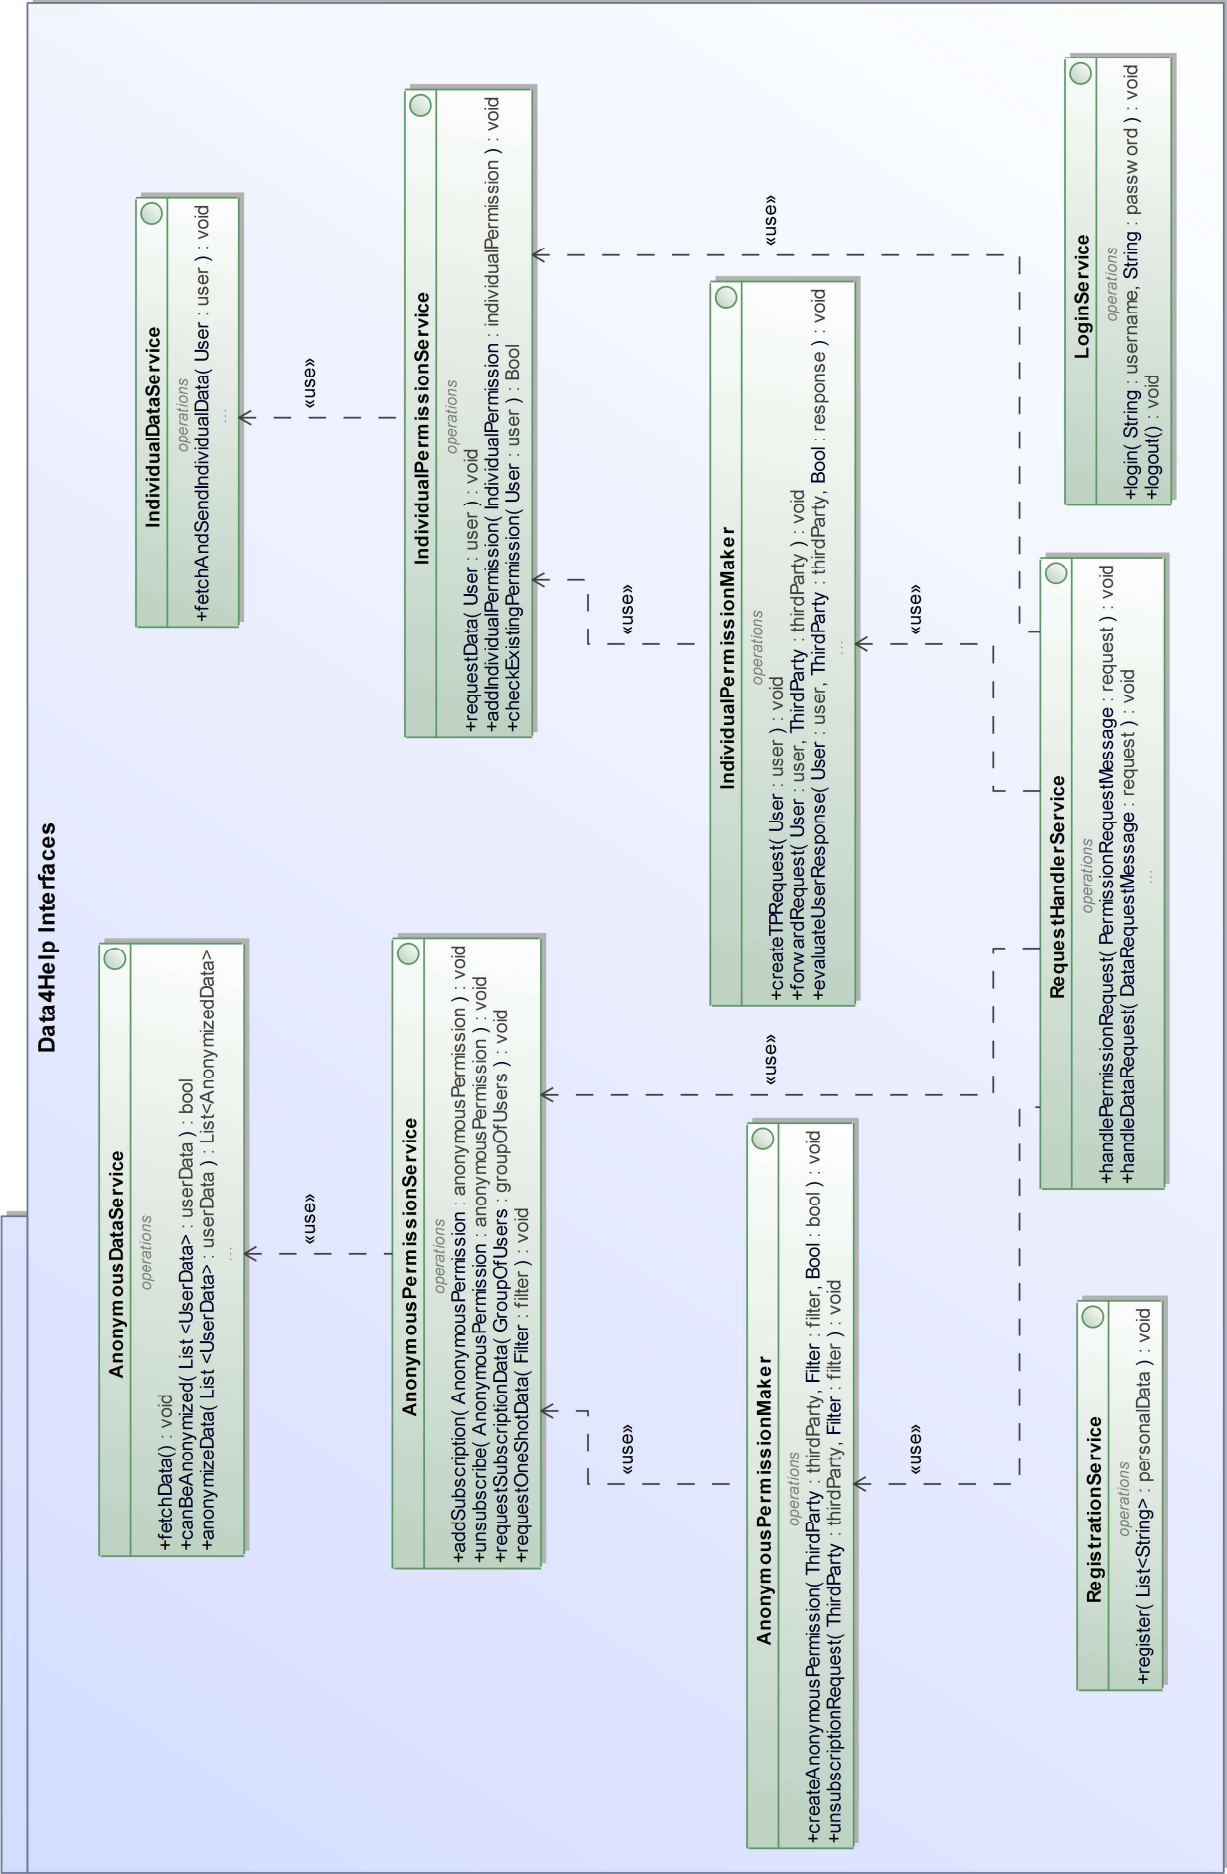 Data4Help Interfaces
AnonymousDataService
operations
+fetchData() : void
+canBeAnonymized( List <UserData> : userData ) : bool
+anonymizeData( List <UserData> : userData ) : List<AnonymizedData>
...
IndividualDataService
operations
+fetchAndSendIndividualData( User : user ) : void
...
«use»
«use»
AnonymousPermissionService
operations
+addSubscription( AnonymousPermission : anonymousPermission ) : void
+unsubscribe( AnonymousPermission : anonymousPermission ) : void
+requestSubscriptionData( GroupOfUsers : groupOfUsers ) : void
+requestOneShotData( Filter : filter ) : void
IndividualPermissionService
operations
+requestData( User : user ) : void
+addIndividualPermission( IndividualPermission : individualPermission ) : void
+checkExistingPermission( User : user ) : Bool
«use»
«use»
«use»
«use»
AnonymousPermissionMaker
operations
+createAnonymousPermission( ThirdParty : thirdParty, Filter : filter, Bool : bool ) : void
+unsubscriptionRequest( ThirdParty : thirdParty, Filter : filter ) : void
IndividualPermissionMaker
operations
+createTPRequest( User : user ) : void
+forwardRequest( User : user, ThirdParty : thirdParty ) : void
+evaluateUserResponse( User : user, ThirdParty : thirdParty, Bool : response ) : void
...
«use»
«use»
RegistrationService
operations
+register( List<String> : personalData ) : void
RequestHandlerService
operations
+handlePermissionRequest( PermissionRequestMessage : request ) : void
+handleDataRequest( DataRequestMessage : request ) : void
...
LoginService
operations
+login( String : username, String : password ) : void
+logout() : void